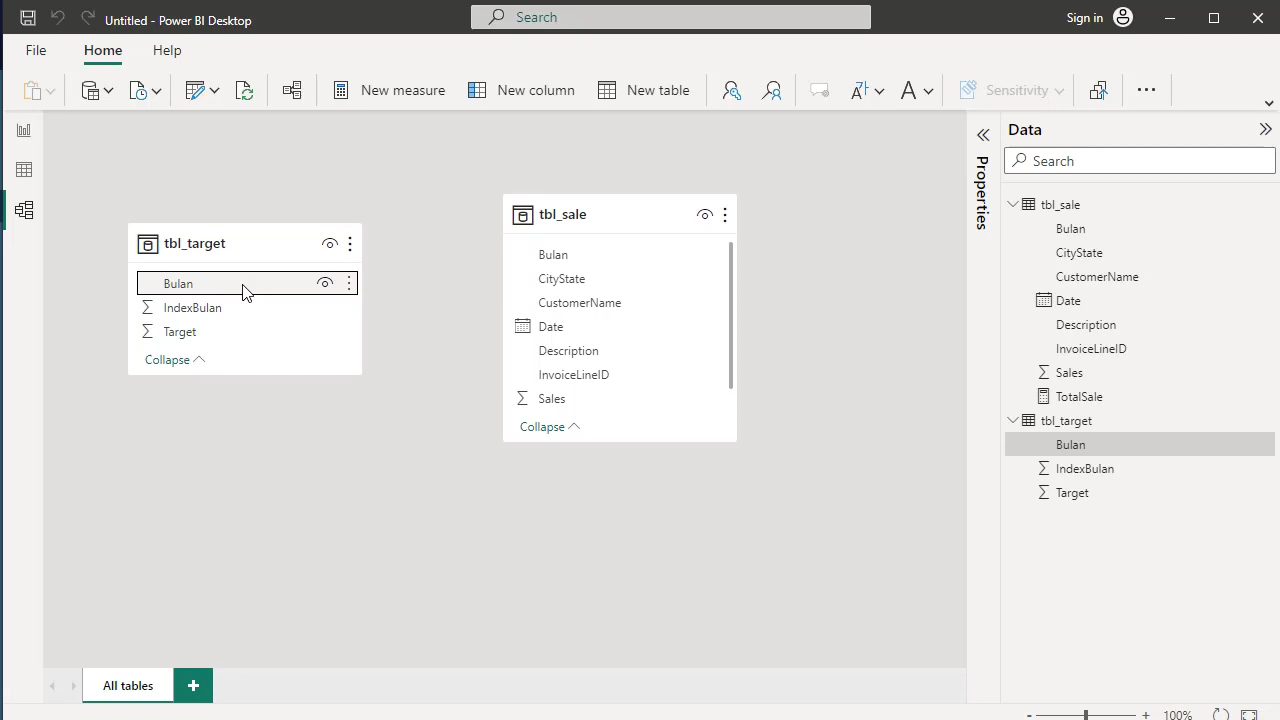 Untitled - Power BI Desktop
Search
Sign in
File
Home
Help
New measure
New column
New table
Sensitivity
tbl_target
Bulan
IndexBulan
Target
Collapse
tbl_sale
Bulan
CityState
CustomerName
Date
Description
InvoiceLineID
Sales
Collapse
Properties
Data
Search
tbl_sale
Bulan
CityState
CustomerName
Date
Description
InvoiceLineID
Sales
TotalSale
tbl_target
Bulan
IndexBulan
Target
All tables
100%